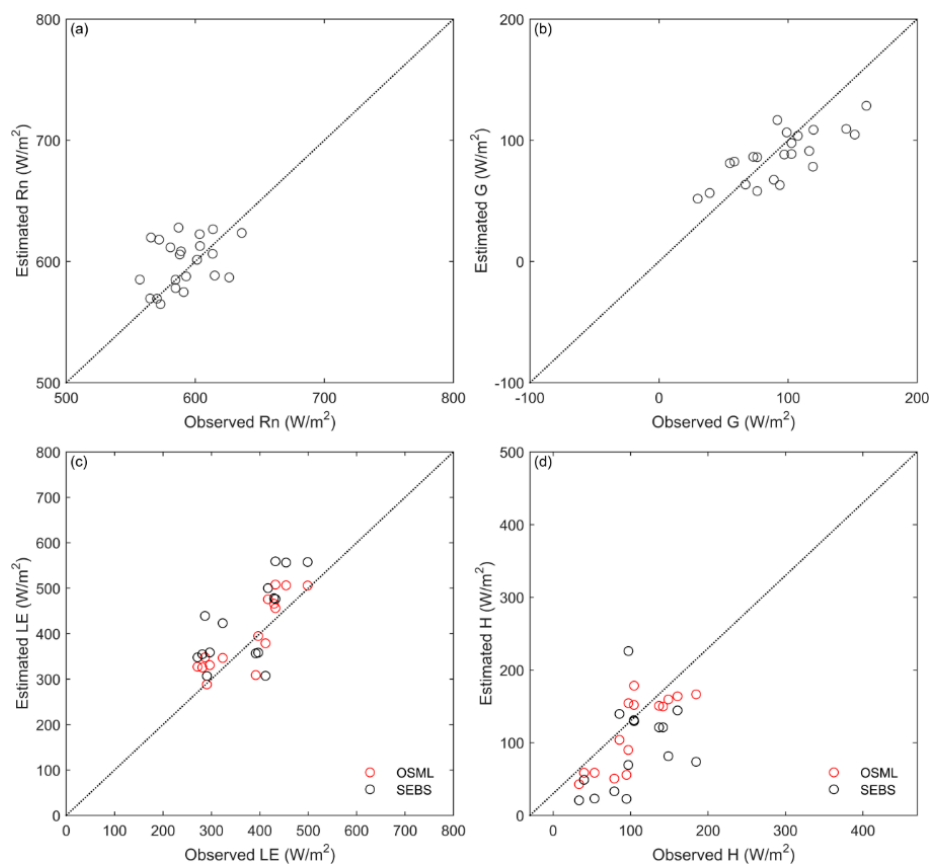 (a)
Estimated Rn (W/m²)
800
700
600
500
500 600 700 800
Observed Rn (W/m²)
(b)
Estimated G (W/m²)
200
100
0
-100
-100 0 100 200
Observed G (W/m²)
(c)
Estimated LE (W/m²)
800
700
600
500
400
300
200
100
0
OSML
SEBS
0 100 200 300 400 500 600 700 800
Observed LE (W/m²)
(d)
Estimated H (W/m²)
500
400
300
200
100
0
OSML
SEBS
0 100 200 300 400
Observed H (W/m²)